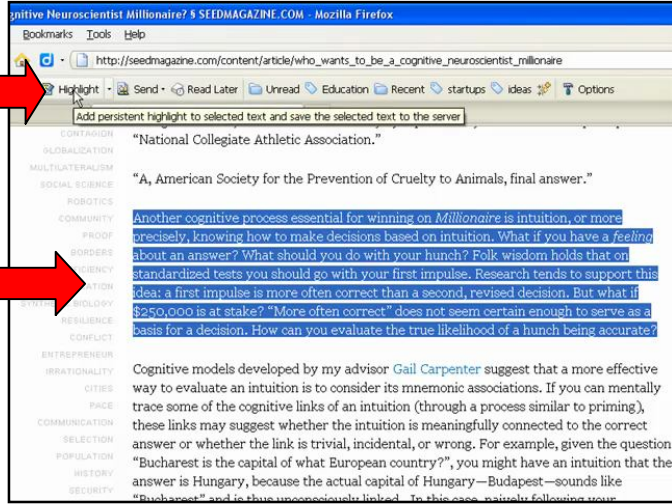 gnitive Neuroscientist Millionaire? § SEEDMAGAZINE.COM - Mozilla Firefox
Bookmarks Tools Help
http://seedmagazine.com/content/article/who_wants_to_be_a_cognitive_neuroscientist_millionaire
Highlight Send Read Later Unread Education Recent startups ideas Options
Add persistent highlight to selected text and save the selected text to the server
CONTAGION
"National Collegiate Athletic Association."
GLOBALIZATION
MULTILATERALISM
SOCIAL SCIENCE
"A, American Society for the Prevention of Cruelty to Animals, final answer."
ROBOTICS
COMMUNITY
PROOF
BORDERS
Another cognitive process essential for winning on Millionaire is intuition, or more
precisely, knowing how to make decisions based on intuition. What if you have a feeling
about an answer? What should you do with your hunch? Folk wisdom holds that on
standardized tests you should go with your first impulse. Research tends to support this
idea: a first impulse is more often correct than a second, revised decision. But what if
$250,000 is at stake? "More often correct" does not seem certain enough to serve as a
basis for a decision. How can you evaluate the true likelihood of a hunch being accurate?
BIOLOGY
RESILIENCE
CONFLICT
ENTREPRENEUR
IRRATIONALITY
CITIES
PACE
COMMUNICATION
SELECTION
POPULATION
HISTORY
SECURITY
Cognitive models developed by my advisor Gail Carpenter suggest that a more effective
way to evaluate an intuition is to consider its mnemonic associations. If you can mentally
trace some of the cognitive links of an intuition (through a process similar to priming),
these links may suggest whether the intuition is meaningfully connected to the correct
answer or whether the link is trivial, incidental, or wrong. For example, given the question
"Bucharest is the capital of what European country?", you might have an intuition that the
answer is Hungary, because the actual capital of Hungary—Budapest—sounds like
"Bucharest" and is thus unconsciously linked. In this case, naively following your